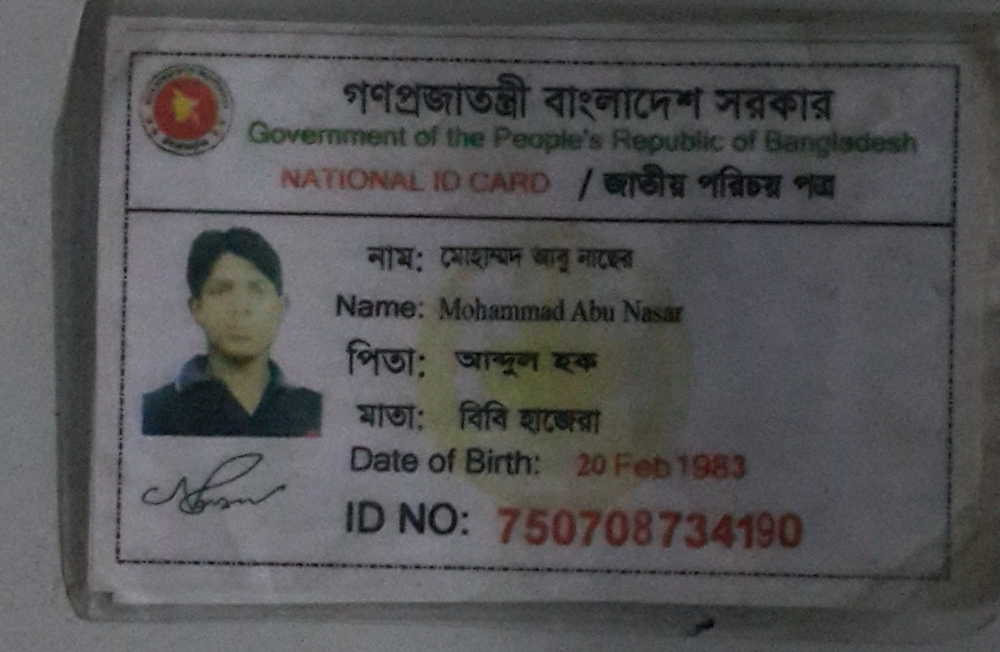 গণপ্রজাতন্ত্রী বাংলাদেশ সরকার
Government of the People's Republic of Bangladesh
NATIONAL ID CARD / জাতীয় পরিচয় পত্র
নাম: মোহাম্মদ আবু নাছের
Name: Mohammad Abu Nasar
পিতা: আব্দুল হক
মাতা: বিবি হাজেরা
Date of Birth: 20 Feb 1983
ID NO: 750708734190